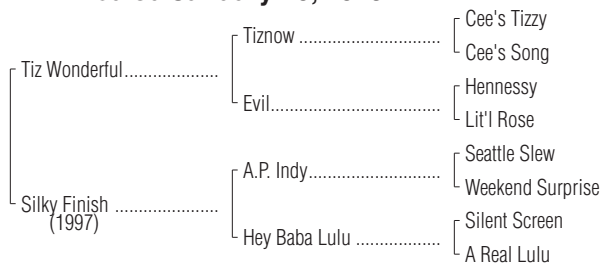 Cee's Tizzy
Tiznow
Cee's Song
Tiz Wonderful
Hennessy
Evil
Lit'l Rose
Seattle Slew
A.P. Indy
Weekend Surprise
Silky Finish
(1997)
Silent Screen
Hey Baba Lulu
A Real Lulu